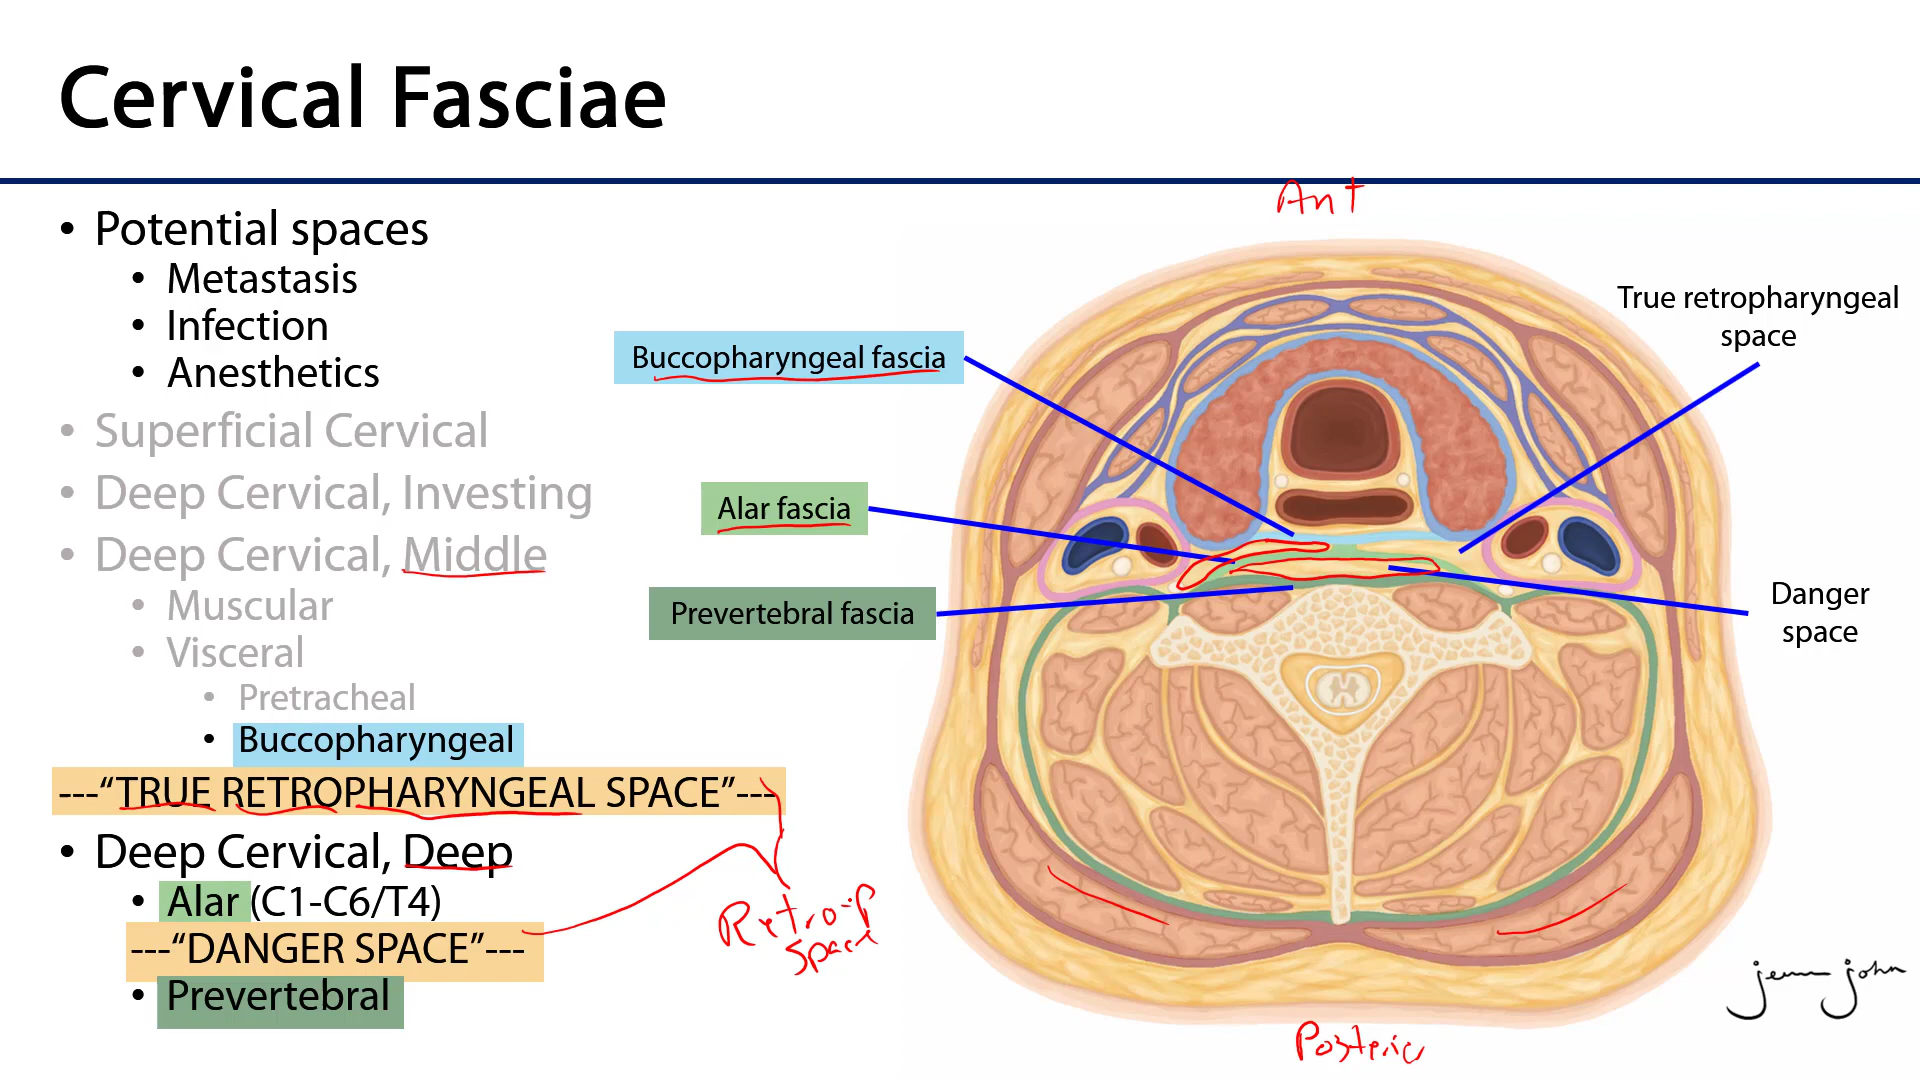 Cervical Fasciae
Ant
• Potential spaces
• Metastasis
• Infection
• Anesthetics
• Superficial Cervical
• Deep Cervical, Investing
• Deep Cervical, Middle
• Muscular
• Visceral
• Pretracheal
• Buccopharyngeal
---“TRUE RETROPHARYNGEAL SPACE”---
• Deep Cervical, Deep
• Alar (C1-C6/T4)
---“DANGER SPACE”---
• Prevertebral
Retro-p
space
Buccopharyngeal fascia
Alar fascia
Prevertebral fascia
True retropharyngeal
space
Danger
space
jenn john